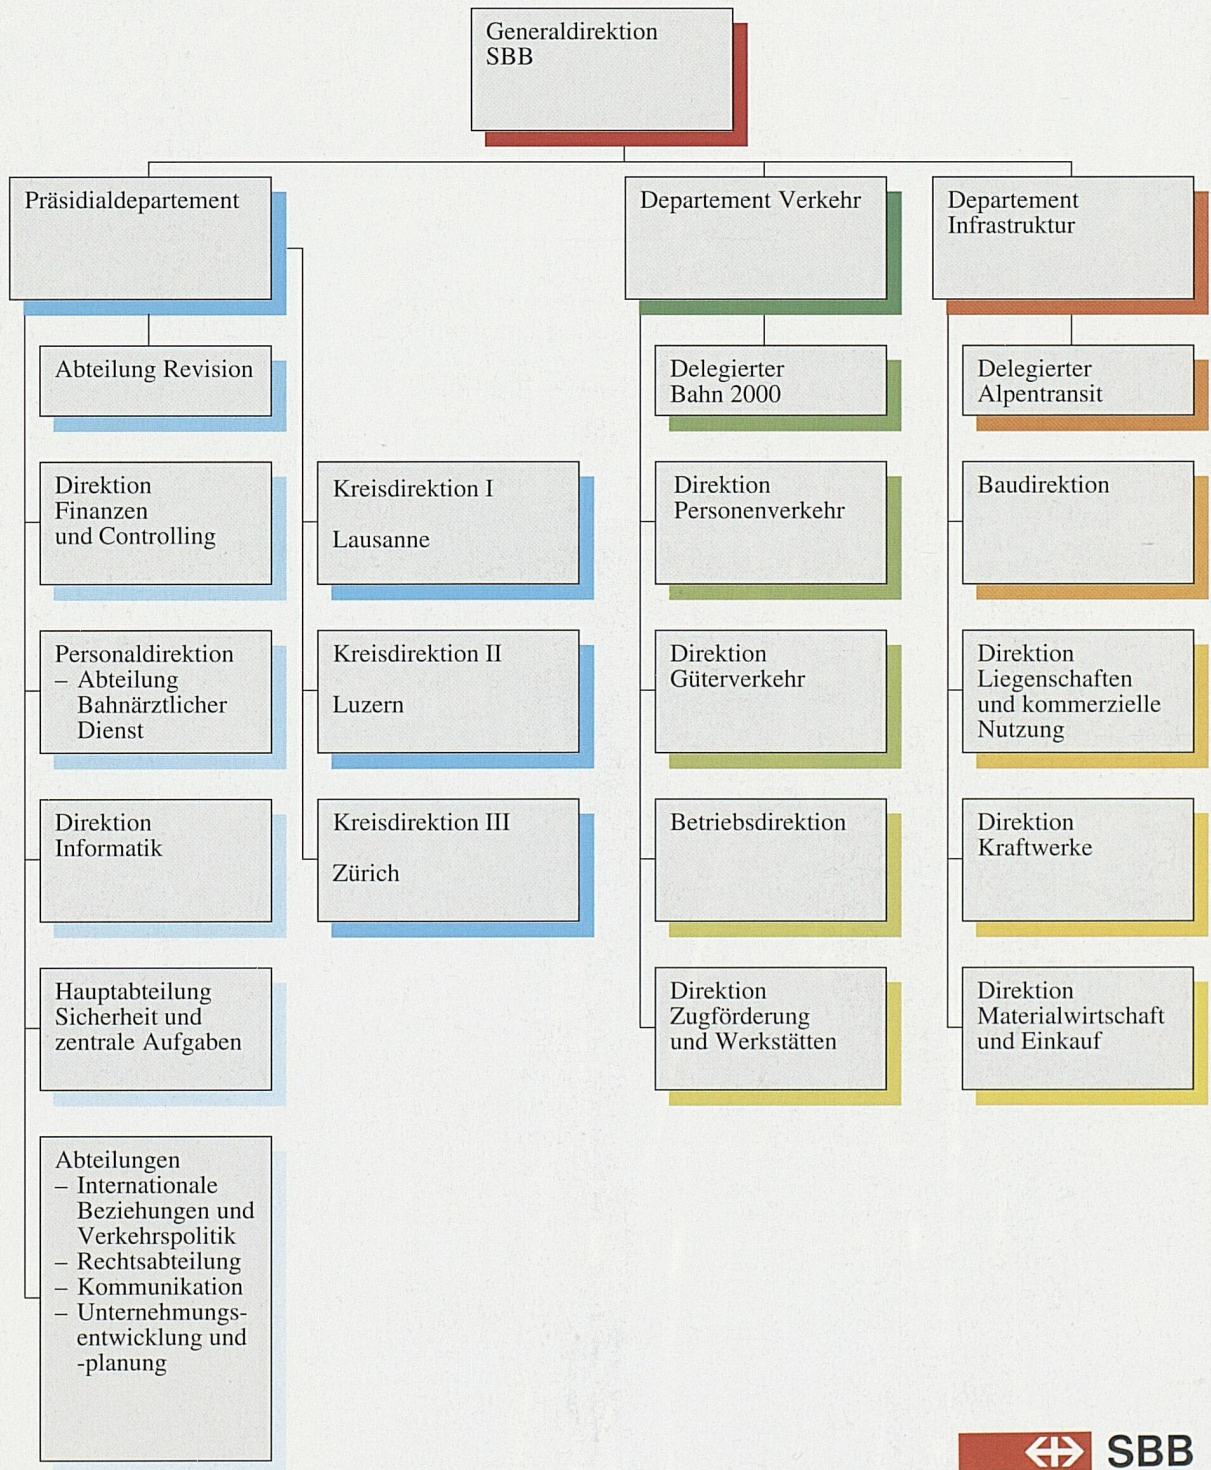 Generaldirektion
SBB
Präsidialdepartement
Abteilung Revision
Direktion
Finanzen
und Controlling
Personaldirektion
– Abteilung
Bahnärztlicher
Dienst
Direktion
Informatik
Hauptabteilung
Sicherheit und
zentrale Aufgaben
Abteilungen
– Internationale
Beziehungen und
Verkehrspolitik
– Rechtsabteilung
– Kommunikation
– Unternehmungs-
entwicklung und
-planung
Kreisdirektion I
Lausanne
Kreisdirektion II
Luzern
Kreisdirektion III
Zürich
Departement Verkehr
Delegierter
Bahn 2000
Direktion
Personenverkehr
Direktion
Güterverkehr
Betriebsdirektion
Direktion
Zugförderung
und Werkstätten
Departement
Infrastruktur
Delegierter
Alpentransit
Baudirektion
Direktion
Liegenschaften
und kommerzielle
Nutzung
Direktion
Kraftwerke
Direktion
Materialwirtschaft
und Einkauf
SBB